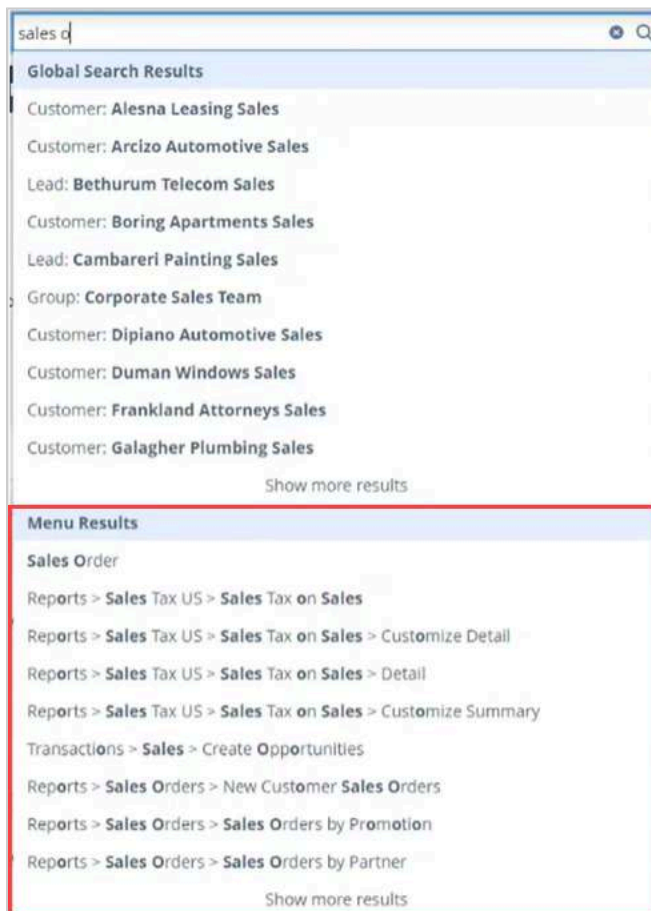 sales o
Global Search Results
Customer: Alesna Leasing Sales
Customer: Arcizo Automotive Sales
Lead: Bethurum Telecom Sales
Customer: Boring Apartments Sales
Lead: Cambareri Painting Sales
Group: Corporate Sales Team
Customer: Dipiano Automotive Sales
Customer: Duman Windows Sales
Customer: Frankland Attorneys Sales
Customer: Galagher Plumbing Sales
Show more results
Menu Results
Sales Order
Reports > Sales Tax US > Sales Tax on Sales
Reports > Sales Tax US > Sales Tax on Sales > Customize Detail
Reports > Sales Tax US > Sales Tax on Sales > Detail
Reports > Sales Tax US > Sales Tax on Sales > Customize Summary
Transactions > Sales > Create Opportunities
Reports > Sales Orders > New Customer Sales Orders
Reports > Sales Orders > Sales Orders by Promotion
Reports > Sales Orders > Sales Orders by Partner
Show more results